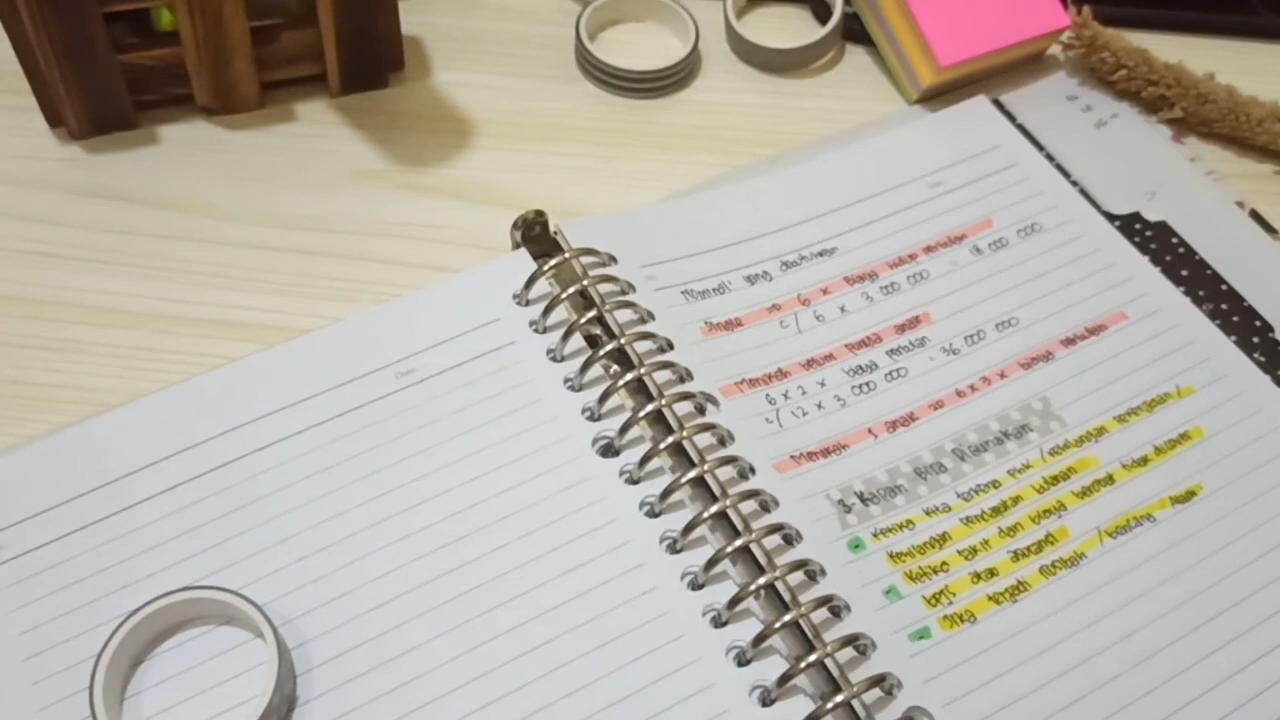 Nominal yang dibutuhkan
Single => 6 x biaya hidup perbulan
c/ 6 x 3 000 000 = 18 000 000
Menikah belum punya anak
6 x 2 x biaya perbulan
c/ 12 x 3 000 000 = 36 000 000
Menikah 1 anak => 6 x 3 x biaya perbulan
3. Kapan Bisa Digunakan
- Ketika kita terkena PHK / kehilangan pekerjaan /
kehilangan pendapatan bulanan
- Ketika sakit dan biaya berobat tidak dicover
bpjs atau asuransi
- Jika terjadi musibah / bencana Alam